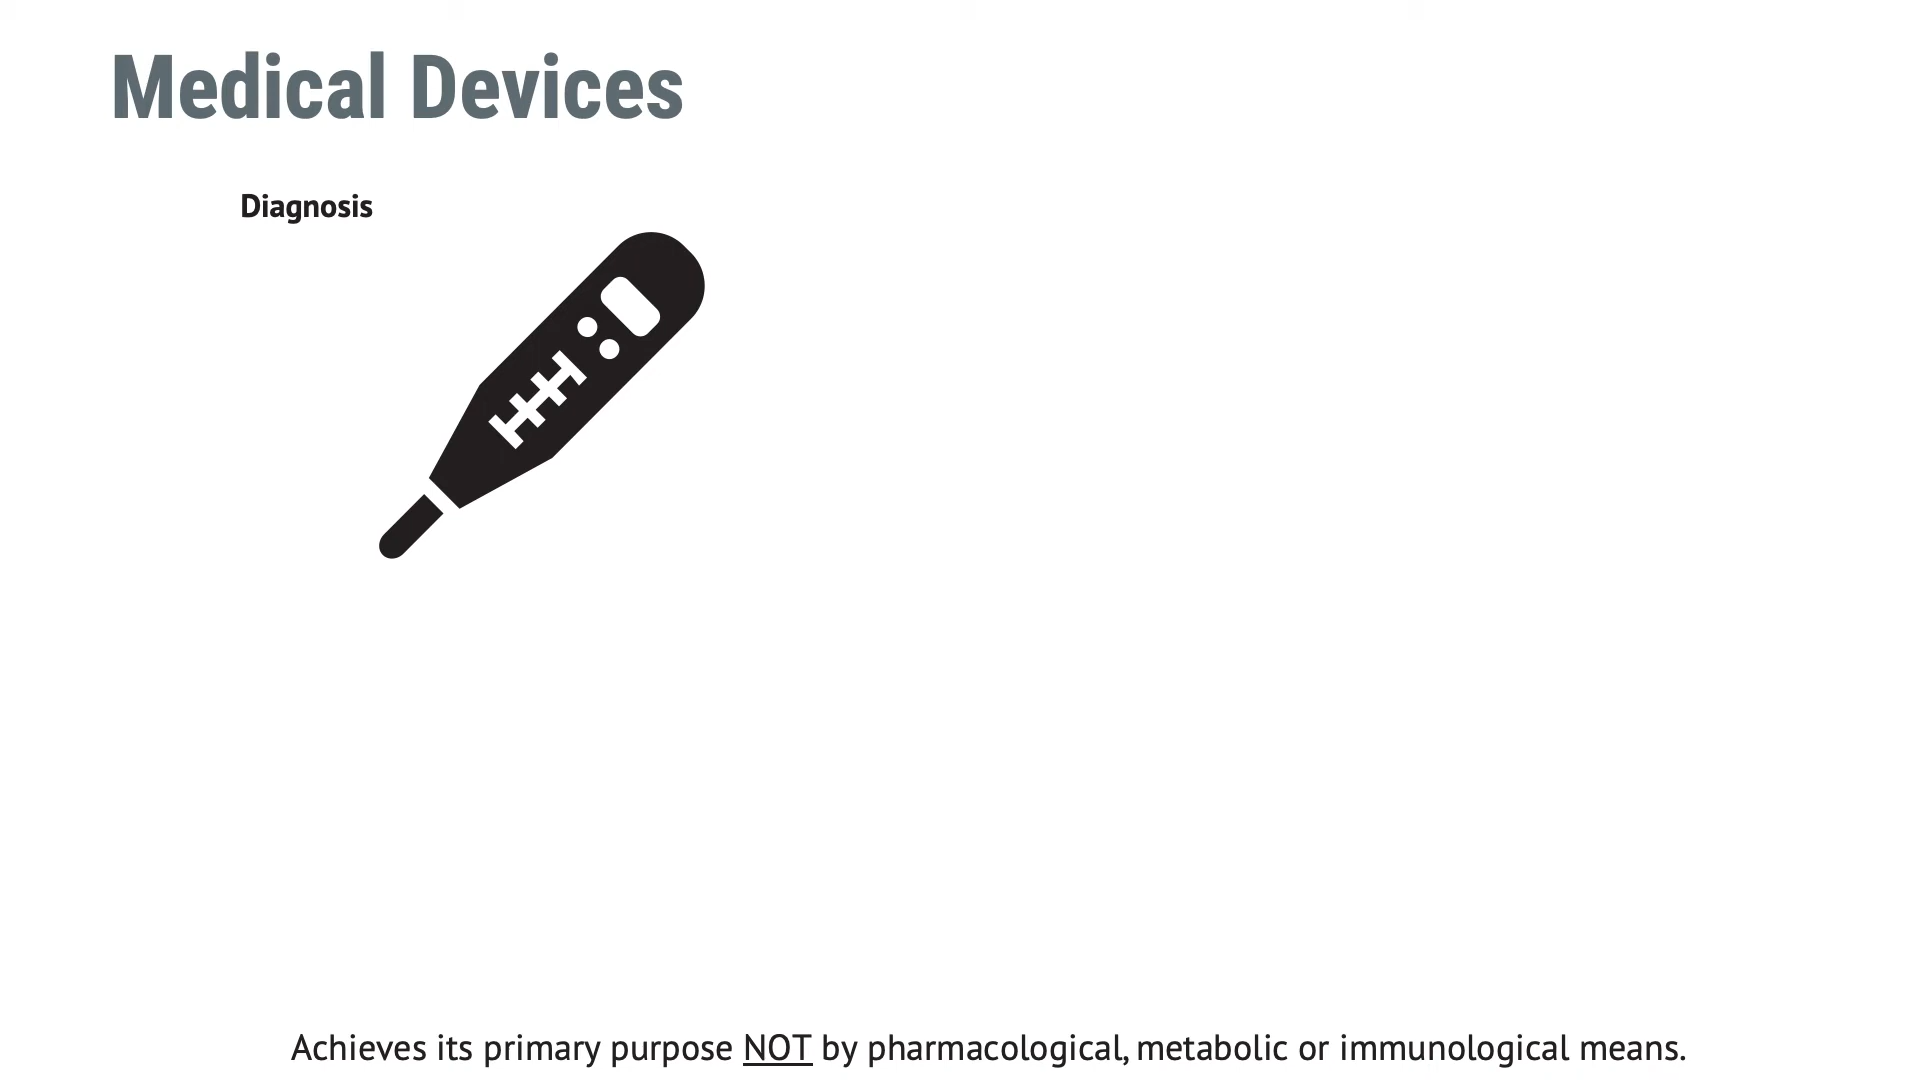 Medical Devices
Diagnosis
Achieves its primary purpose NOT by pharmacological, metabolic or immunological means.